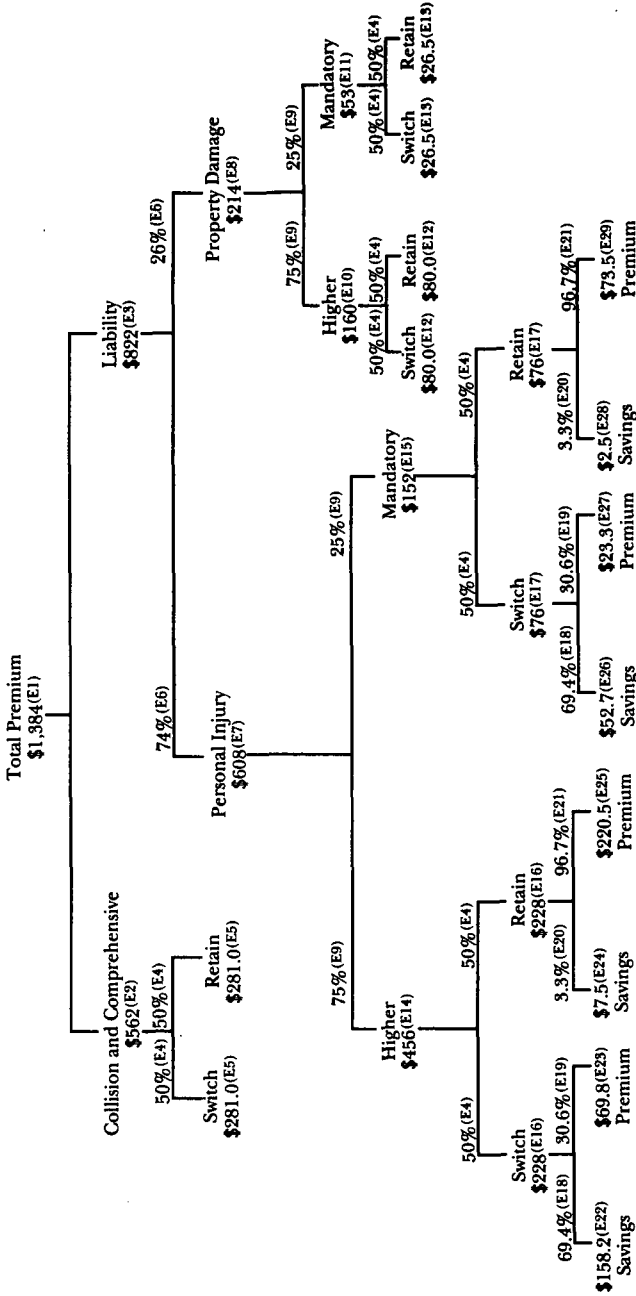 Total Premium
$1,384(E1)
Collision and Comprehensive
$562(E2)
Liability
$822(E3)
50%(E4) 50%(E4)
Switch
$281.0(E5)
Retain
$281.0(E5)
74%(E6)
26%(E6)
Personal Injury
$608(E7)
Property Damage
$214(E8)
75%(E9)
25%(E9)
Higher
$160(E10)
Mandatory
$53(E11)
50%(E4) 50%(E4)
Switch
$80.0(E12)
Retain
$80.0(E12)
50%(E4) 50%(E4)
Switch
$26.5(E13)
Retain
$26.5(E13)
75%(E9)
25%(E9)
Higher
$456(E14)
Mandatory
$152(E15)
50%(E4)
50%(E4)
50%(E4)
50%(E4)
Switch
$228(E16)
Retain
$228(E16)
Switch
$76(E17)
Retain
$76(E17)
69.4%(E18) 30.6%(E19)
3.3%(E20) 96.7%(E21)
69.4%(E18) 30.6%(E19)
3.3%(E20) 96.7%(E21)
$158.2(E22)
Savings
$69.8(E23)
Premium
$7.5(E24)
Savings
$220.5(E25)
Premium
$52.7(E26)
Savings
$23.3(E27)
Premium
$2.5(E28)
Savings
$73.5(E29)
Premium